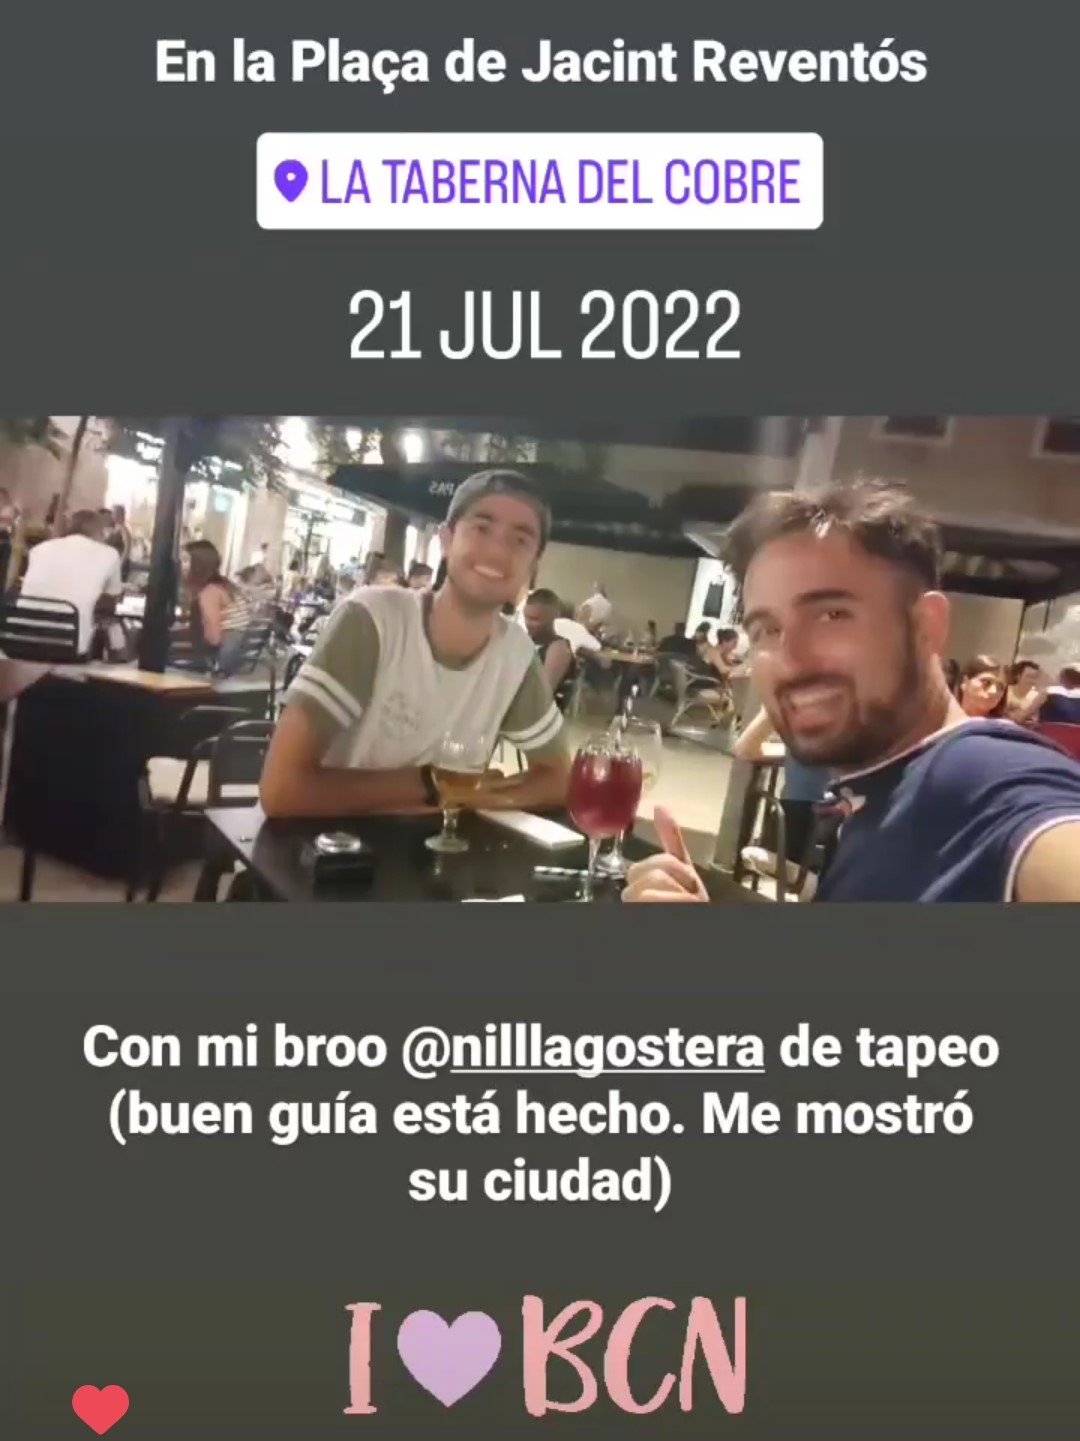 En la Plaça de Jacint Reventós
LA TABERNA DEL COBRE
21 JUL 2022
Con mi broo @nilllagostera de tapeo
(buen guía está hecho. Me mostró
su ciudad)
I BCN